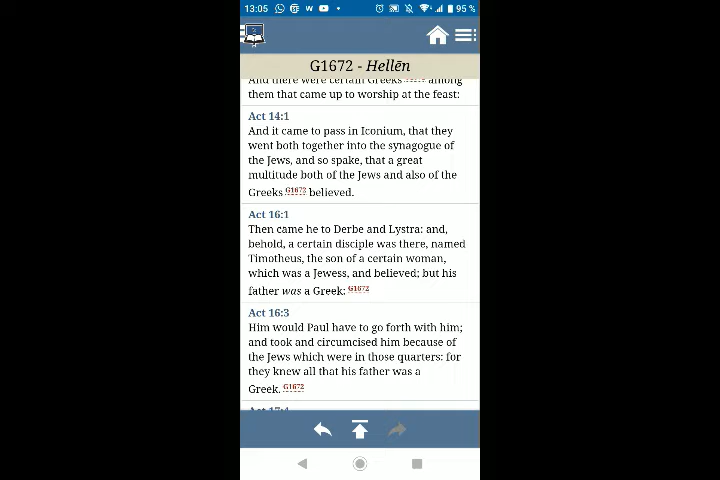 13:05
95 %
G1672 - Hellēn
And there were certain Greeks among
them that came up to worship at the feast:
Act 14:1
And it came to pass in Iconium, that they
went both together into the synagogue of
the Jews, and so spake, that a great
multitude both of the Jews and also of the
Greeks G1672 believed.
Act 16:1
Then came he to Derbe and Lystra: and,
behold, a certain disciple was there, named
Timotheus, the son of a certain woman,
which was a Jewess, and believed; but his
father was a Greek: G1672
Act 16:3
Him would Paul have to go forth with him;
and took and circumcised him because of
the Jews which were in those quarters: for
they knew all that his father was a
Greek. G1672
Act 17:4